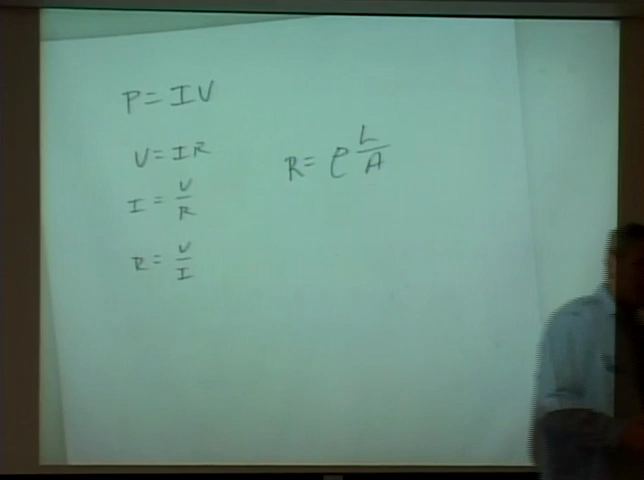 P = IV
V = IR
I = V/R
R = V/I
R = ρ L/A